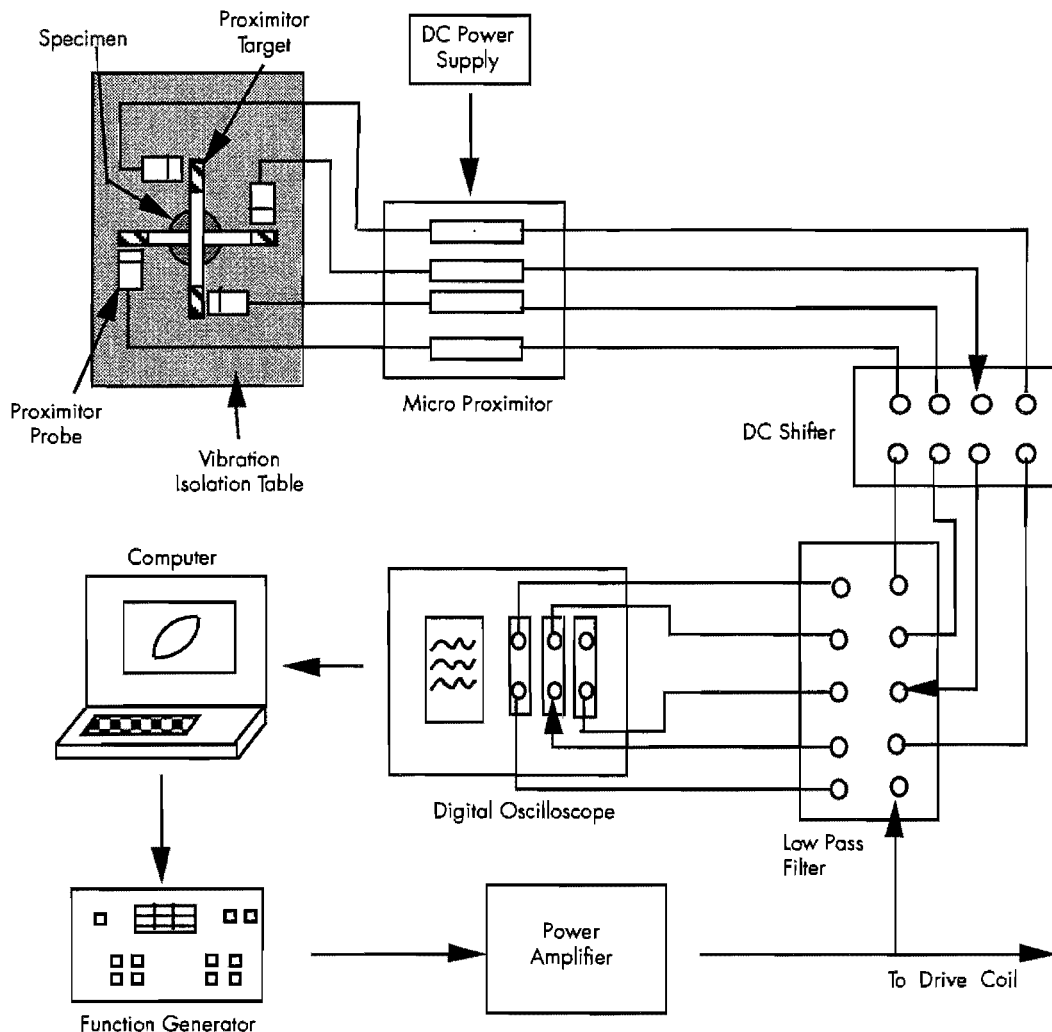 Proximitor
Target
Specimen
DC Power
Supply
Micro Proximitor
DC Shifter
Proximitor
Probe
Vibration
Isolation Table
Computer
Digital Oscilloscope
Low Pass
Filter
Power
Amplifier
To Drive Coil
Function Generator